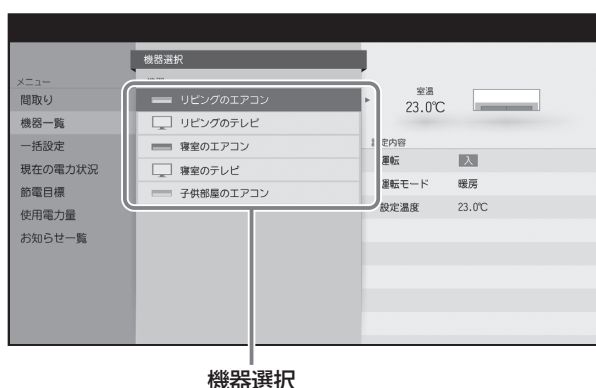 機器選択
メニュー
間取り
機器一覧
一括設定
現在の電力状況
節電目標
使用電力量
お知らせ一覧
リビングのエアコン
リビングのテレビ
寝室のエアコン
寝室のテレビ
子供部屋のエアコン
室温
23.0℃
定内容
運転 入
運転モード 暖房
設定温度 23.0℃
機器選択